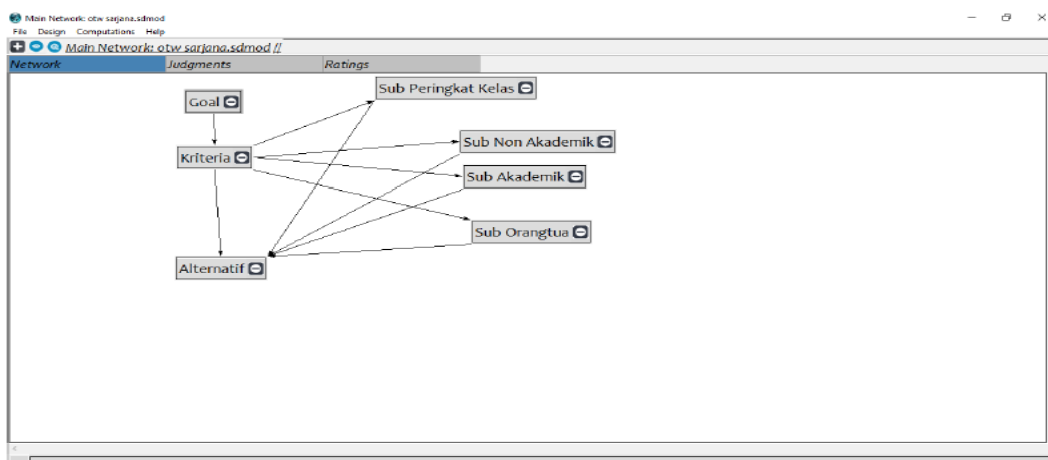 Main Network: otw sarjana.sdmod
File Design Computations Help
Main Network: otw sarjana.sdmod //
Network Judgments Ratings
Sub Peringkat Kelas
Goal
Sub Non Akademik
Kriteria
Sub Akademik
Sub Orangtua
Alternatif